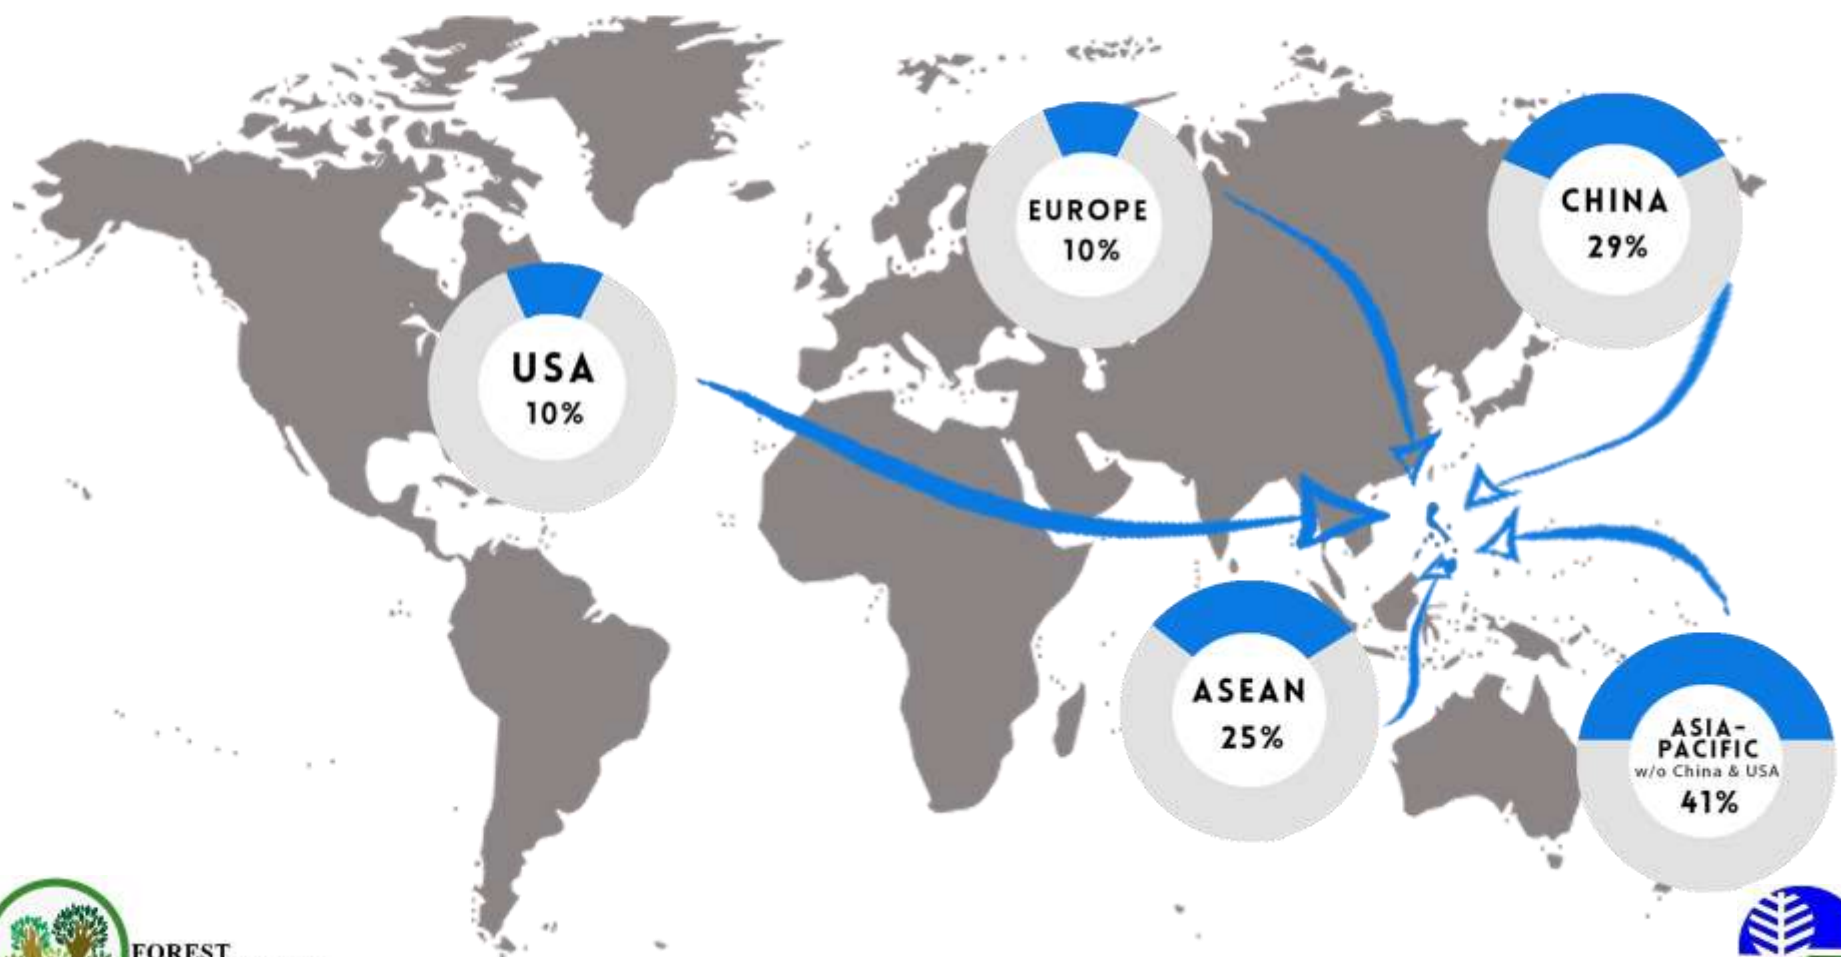 EUROPE
10%
CHINA
29%
USA
10%
ASEAN
25%
ASIA-
PACIFIC
w/o China & USA
41%
FOREST